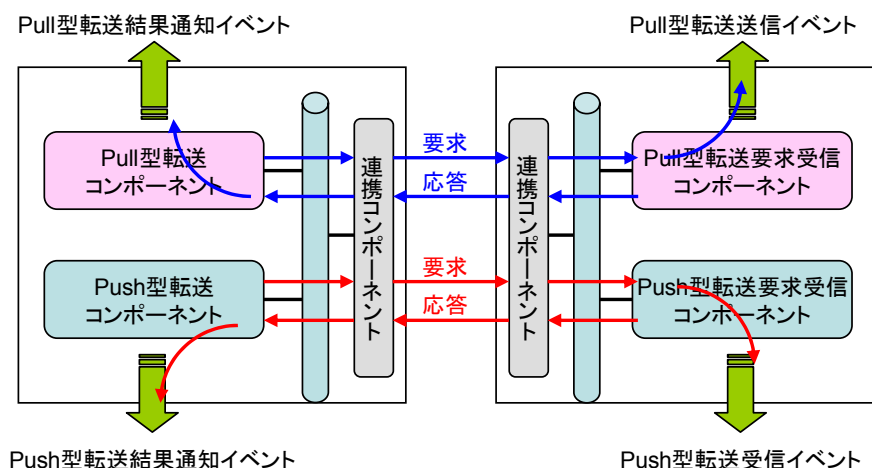 Pull型転送結果通知イベント
Pull型転送送信イベント
Pull型転送
コンポーネント
連携コンポーネント
要求
応答
連携コンポーネント
Pull型転送要求受信
コンポーネント
Push型転送
コンポーネント
要求
応答
Push型転送要求受信
コンポーネント
Push型転送結果通知イベント
Push型転送受信イベント